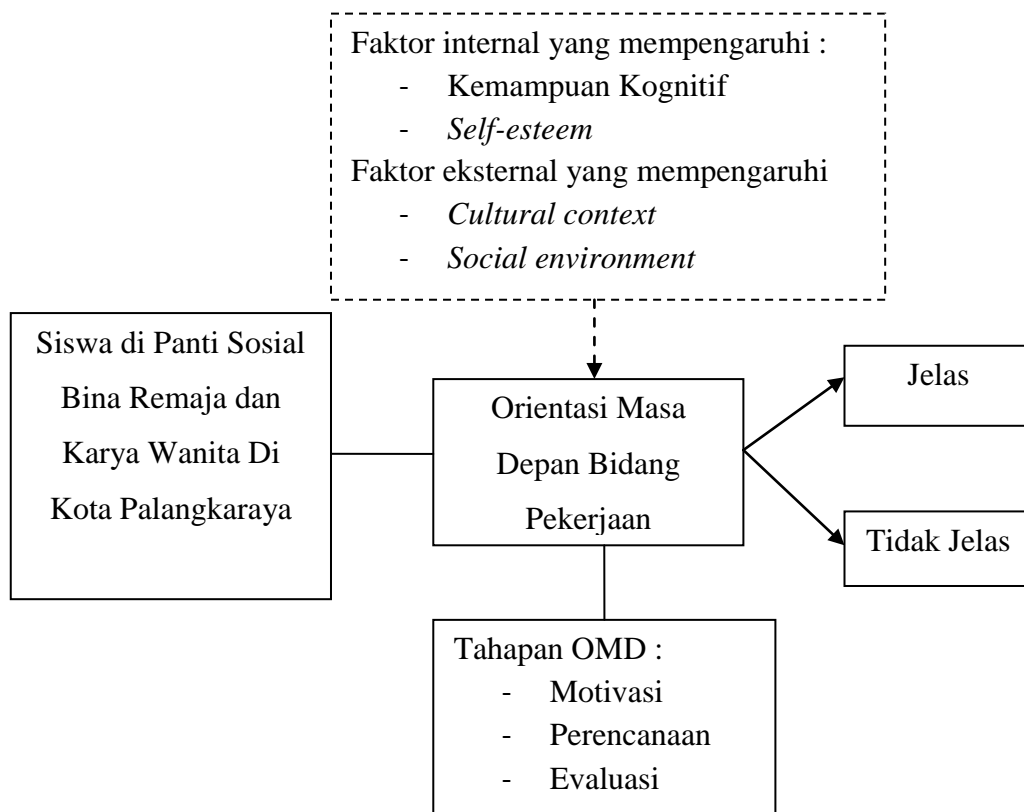 Faktor internal yang mempengaruhi :
- Kemampuan Kognitif
- Self-esteem
Faktor eksternal yang mempengaruhi
- Cultural context
- Social environment
Siswa di Panti Sosial
Bina Remaja dan
Karya Wanita Di
Kota Palangkaraya
Orientasi Masa
Depan Bidang
Pekerjaan
Jelas
Tidak Jelas
Tahapan OMD :
- Motivasi
- Perencanaan
- Evaluasi